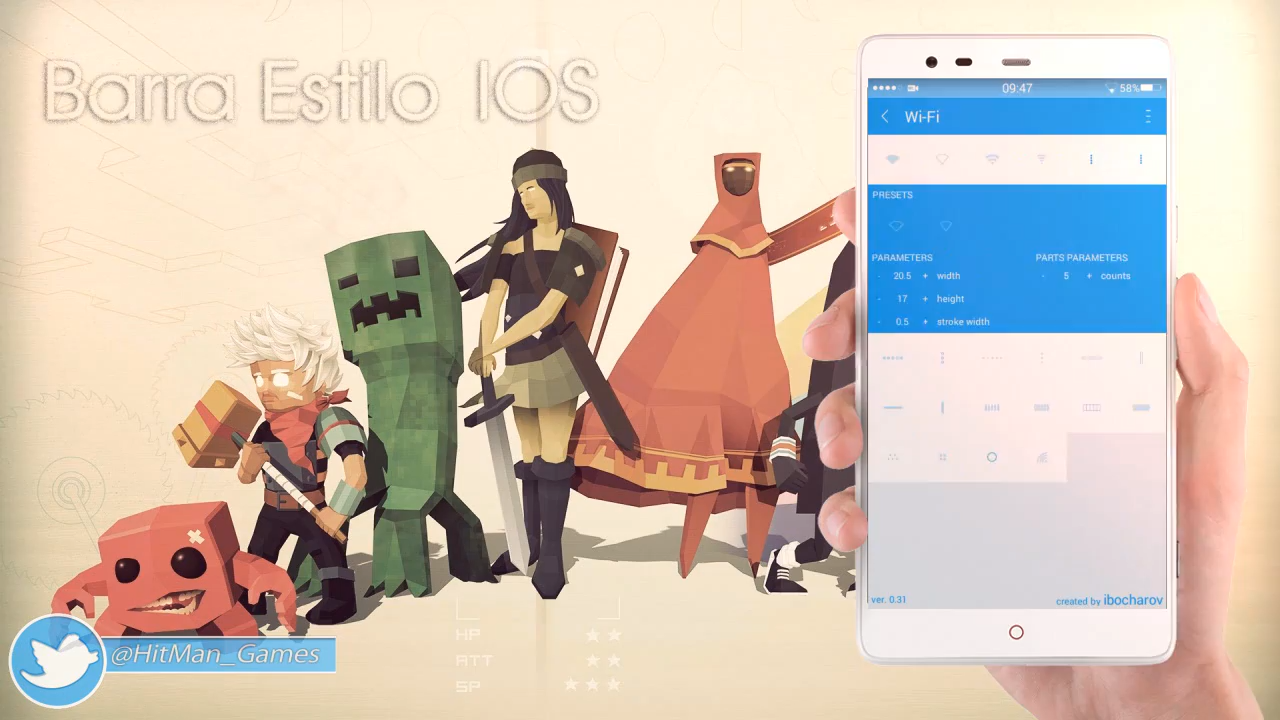 Barra Estilo IOS
09:47
58%
Wi-Fi
PRESETS
PARAMETERS
PARTS PARAMETERS
- 20.5 + width
- 5 + counts
- 17 + height
- 0.5 + stroke width
ver. 0.31
created by ibocharov
HP
ATT
SP
@HitMan_Games